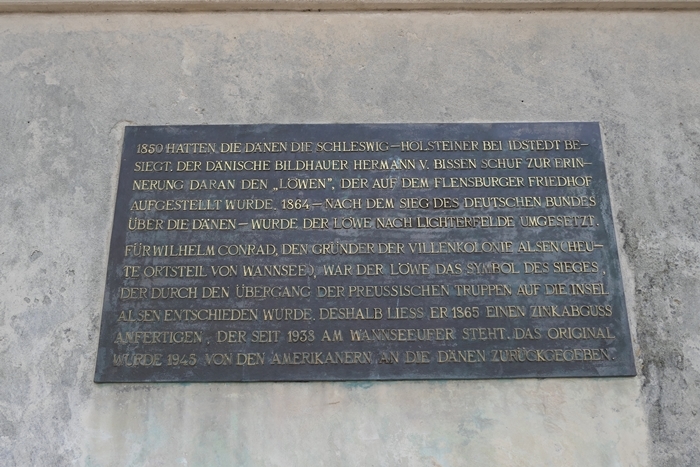 1850 HATTEN DIE DÄNEN DIE SCHLESWIG-HOLSTEINER BEI IDSTEDT BE-
SIEGT. DER DÄNISCHE BILDHAUER HERMANN V. BISSEN SCHUF ZUR ERIN-
NERUNG DARAN DEN „LÖWEN", DER AUF DEM FLENSBURGER FRIEDHOF
AUFGESTELLT WURDE. 1864-NACH DEM SIEG DES DEUTSCHEN BUNDES
ÜBER DIE DÄNEN-WURDE DER LÖWE NACH LICHTERFELDE UMGESETZT.
FÜR WILHELM CONRAD, DEN GRÜNDER DER VILLENKOLONIE ALSEN (HEU-
TE ORTSTEIL VON WANNSEE), WAR DER LÖWE DAS SYMBOL DES SIEGES,
DER DURCH DEN ÜBERGANG DER PREUSSISCHEN TRUPPEN AUF DIE INSEL
ALSEN ENTSCHIEDEN WURDE. DESHALB LIESS ER 1865 EINEN ZINKABGUSS
ANFERTIGEN, DER SEIT 1938 AM WANNSEEUFER STEHT. DAS ORIGINAL
WURDE 1945 VON DEN AMERIKANERN AN DIE DÄNEN ZURÜCKGEGEBEN.